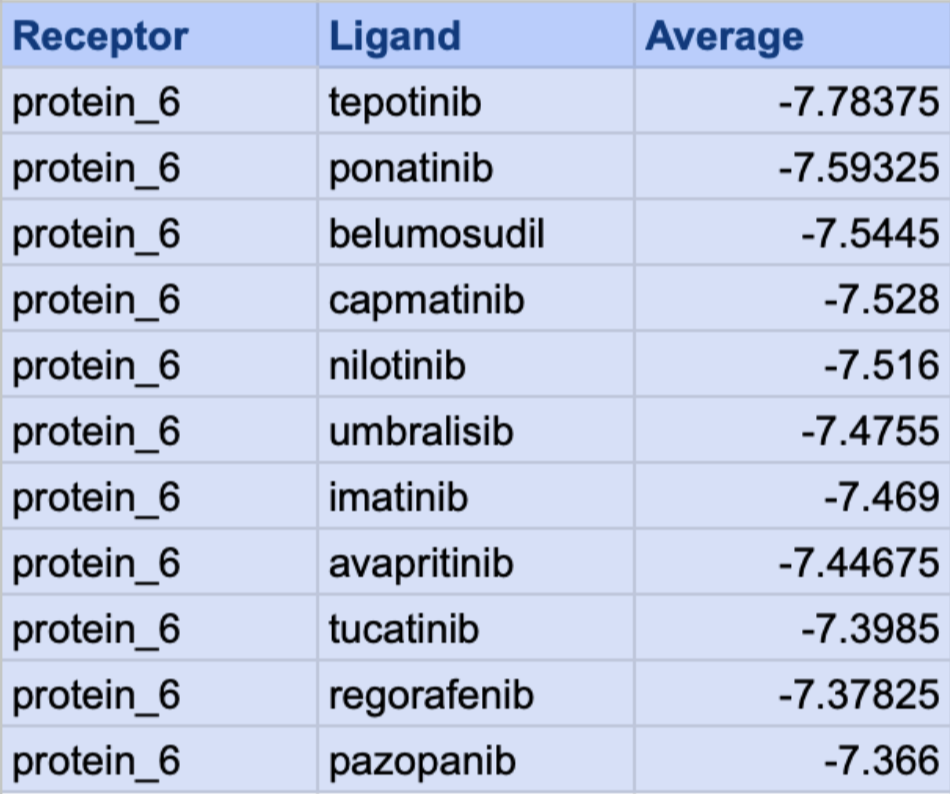 Receptor Ligand Average
protein_6 tepotinib -7.78375
protein_6 ponatinib -7.59325
protein_6 belumosudil -7.5445
protein_6 capmatinib -7.528
protein_6 nilotinib -7.516
protein_6 umbralisib -7.4755
protein_6 imatinib -7.469
protein_6 avapritinib -7.44675
protein_6 tucatinib -7.3985
protein_6 regorafenib -7.37825
protein_6 pazopanib -7.366